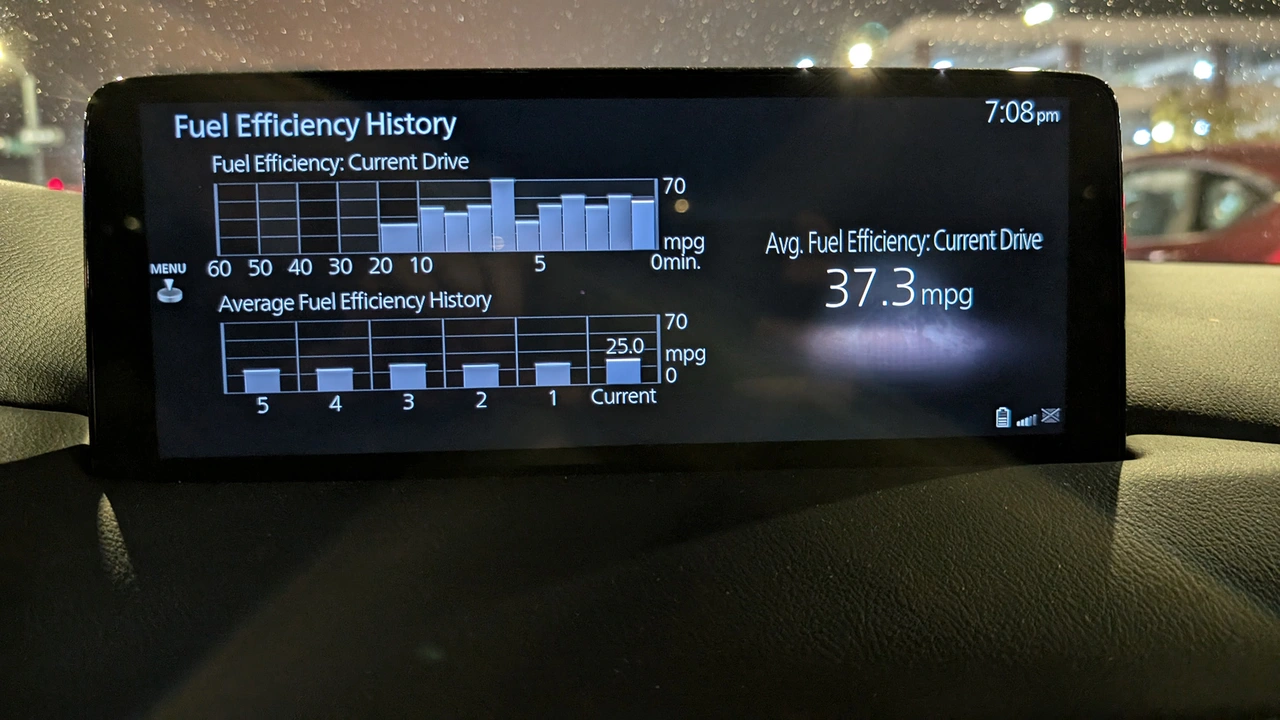 Fuel Efficiency History
7:08 pm
Fuel Efficiency: Current Drive
70
mpg
60 50 40 30 20 10 5 0min.
MENU
Avg. Fuel Efficiency: Current Drive
37.3 mpg
Average Fuel Efficiency History
70
25.0
mpg
0
5 4 3 2 1 Current